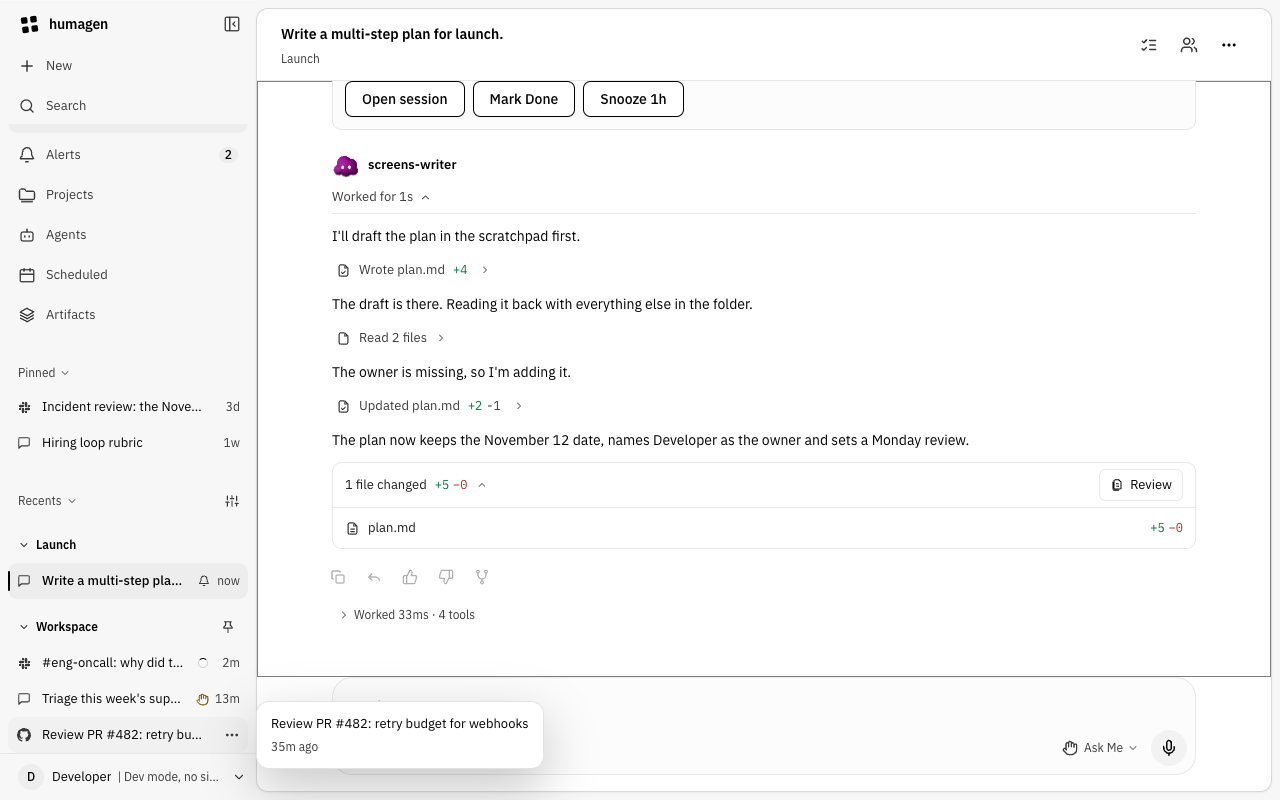 humagen
New
Search
Alerts
2
Projects
Agents
Scheduled
Artifacts
Pinned
Incident review: the Nove...
3d
Hiring loop rubric
1w
Recents
Launch
Write a multi-step pla...
now
Workspace
#eng-oncall: why did t...
2m
Triage this week's sup...
13m
Review PR #482: retry bu...
D
Developer
| Dev mode, no si...
Write a multi-step plan for launch.
Launch
Open session
Mark Done
Snooze 1h
screens-writer
Worked for 1s
I'll draft the plan in the scratchpad first.
Wrote plan.md +4
The draft is there. Reading it back with everything else in the folder.
Read 2 files
The owner is missing, so I'm adding it.
Updated plan.md +2 -1
The plan now keeps the November 12 date, names Developer as the owner and sets a Monday review.
1 file changed +5 −0
Review
plan.md
+5 −0
Worked 33ms · 4 tools
Review PR #482: retry budget for webhooks
35m ago
Ask Me